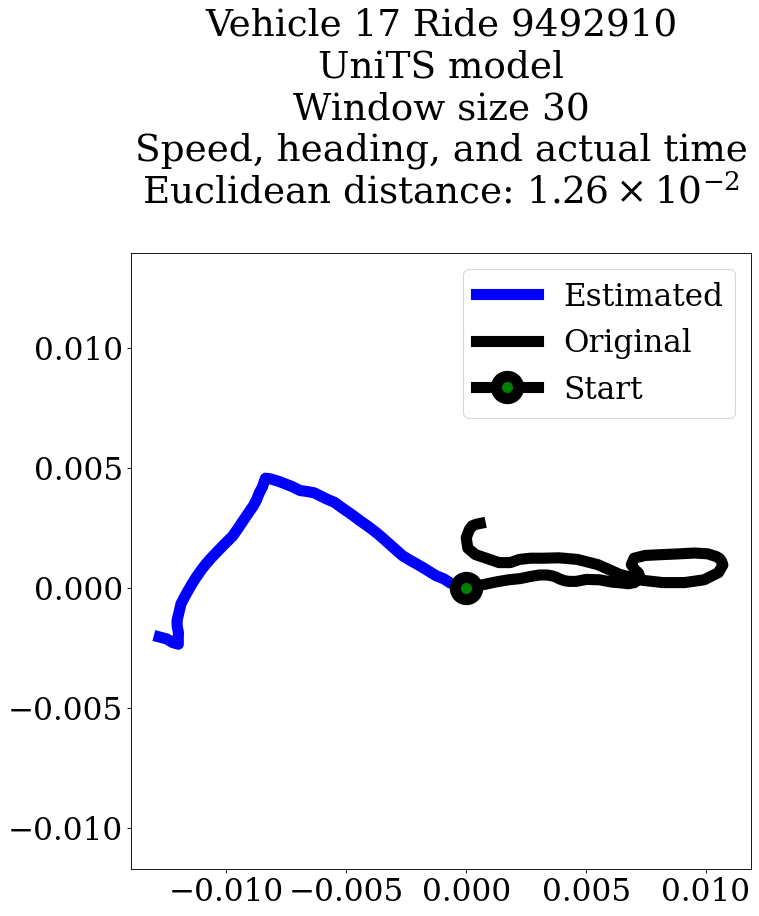 Vehicle 17 Ride 9492910
UniTS model
Window size 30
Speed, heading, and actual time
Euclidean distance: 1.26 × 10⁻²
Estimated
Original
Start
0.010
0.005
0.000
−0.005
−0.010
−0.010 −0.005 0.000 0.005 0.010